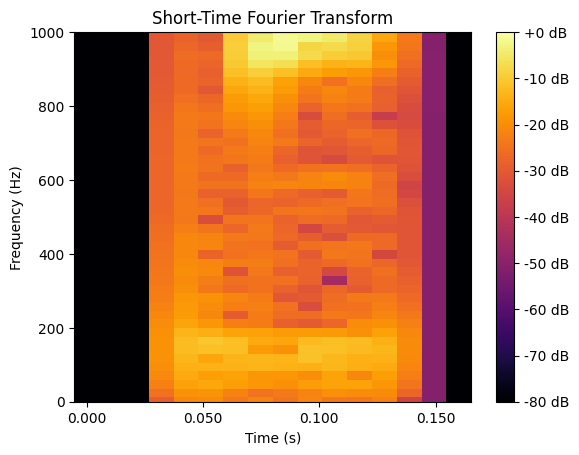 Short-Time Fourier Transform
1000
800
600
400
200
0
Frequency (Hz)
0.000
0.050
0.100
0.150
Time (s)
+0 dB
-10 dB
-20 dB
-30 dB
-40 dB
-50 dB
-60 dB
-70 dB
-80 dB